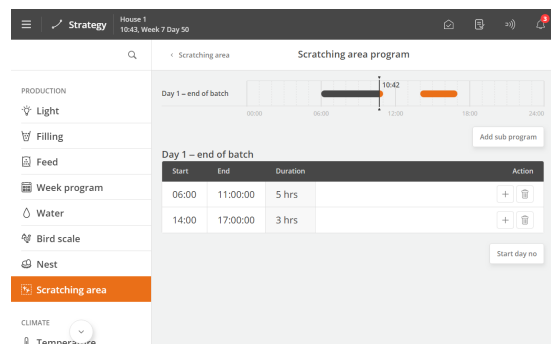 Strategy
House 1
10:43, Week 7 Day 50
3
Scratching area
Scratching area program
PRODUCTION
Light
Filling
Feed
Week program
Water
Bird scale
Nest
Scratching area
CLIMATE
Temperature
Day 1 – end of batch
10:42
00:00 06:00 12:00 18:00 24:00
Add sub program
Day 1 – end of batch
Start End Duration Action
06:00 11:00:00 5 hrs
14:00 17:00:00 3 hrs
Start day no